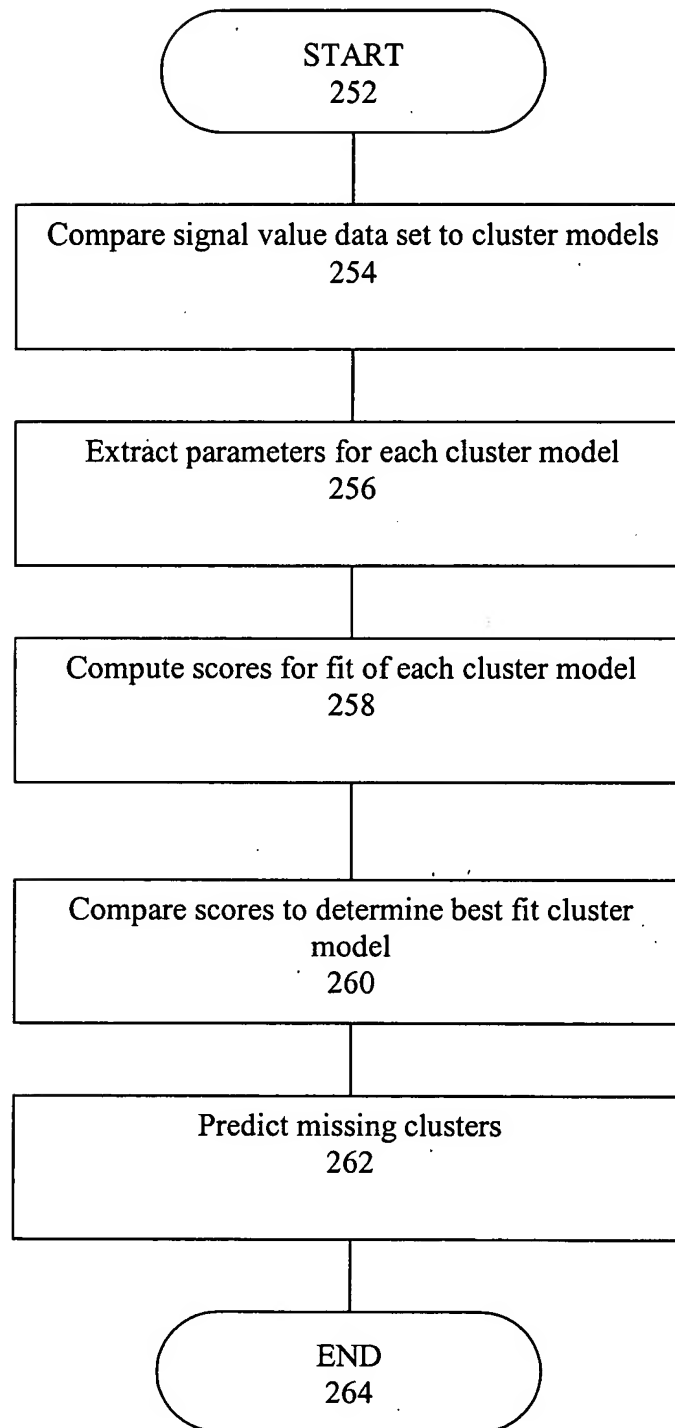 START
252
Compare signal value data set to cluster models
254
Extract parameters for each cluster model
256
Compute scores for fit of each cluster model
258
Compare scores to determine best fit cluster
model
260
Predict missing clusters
262
END
264